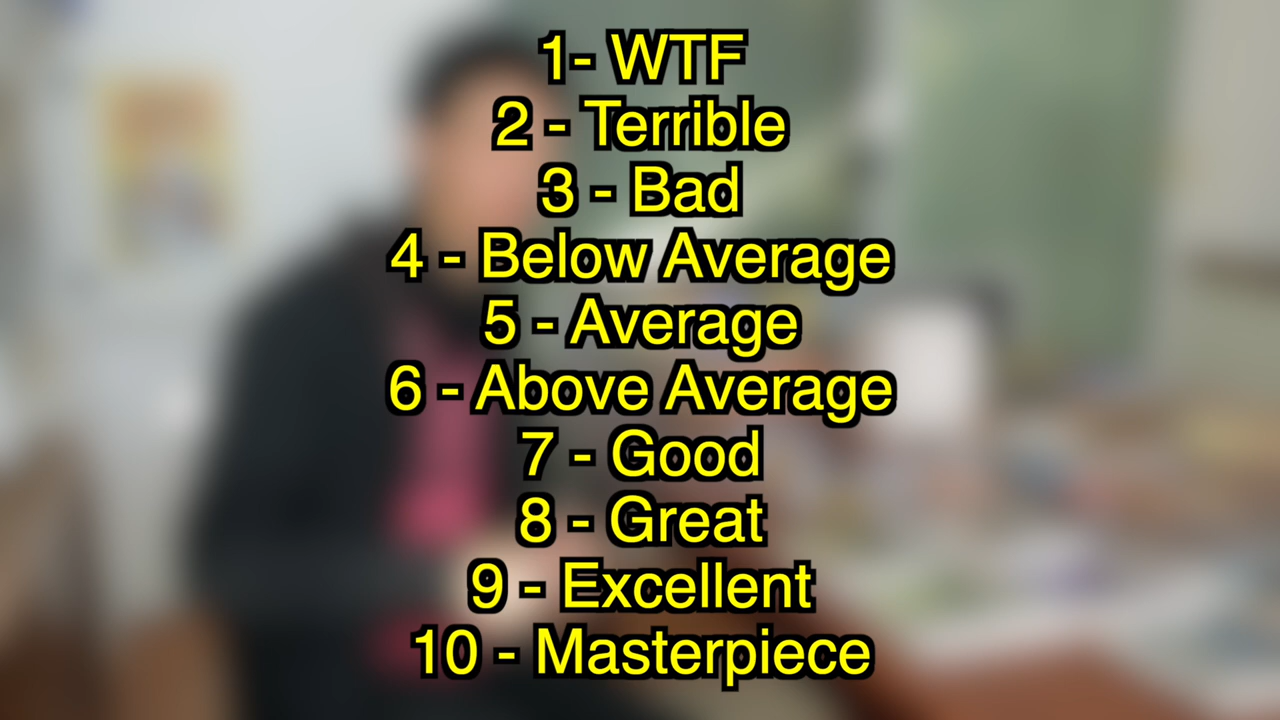 1- WTF
2 - Terrible
3 - Bad
4 - Below Average
5 - Average
6 - Above Average
7 - Good
8 - Great
9 - Excellent
10 - Masterpiece